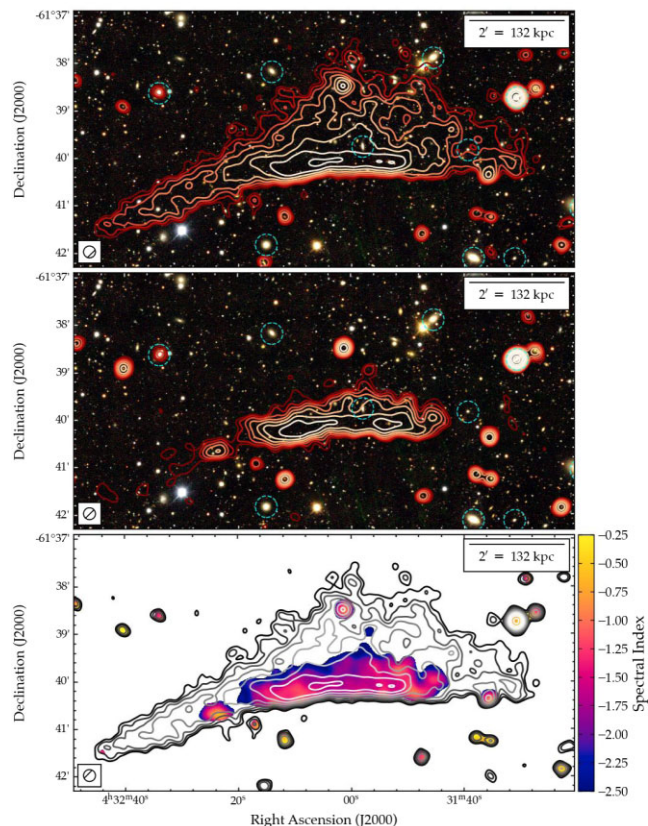 -61°37'
2' = 132 kpc
38'
39'
40'
41'
42'
Declination (J2000)
-61°37'
2' = 132 kpc
38'
39'
40'
41'
42'
Declination (J2000)
-61°37'
2' = 132 kpc
38'
39'
40'
41'
42'
Declination (J2000)
4ʰ32ᵐ40ˢ
20ˢ
00ˢ
31ᵐ40ˢ
Right Ascension (J2000)
−0.25
−0.50
−0.75
−1.00
−1.25
−1.50
−1.75
−2.00
−2.25
−2.50
Spectral Index